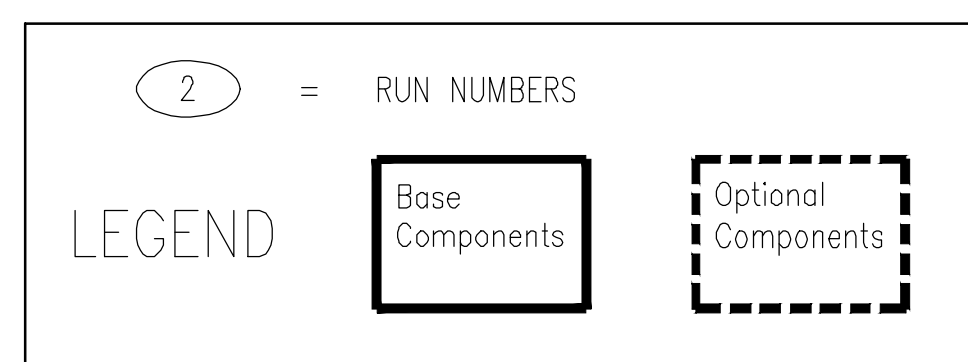 2 = RUN NUMBERS
LEGEND
Base
Components
Optional
Components